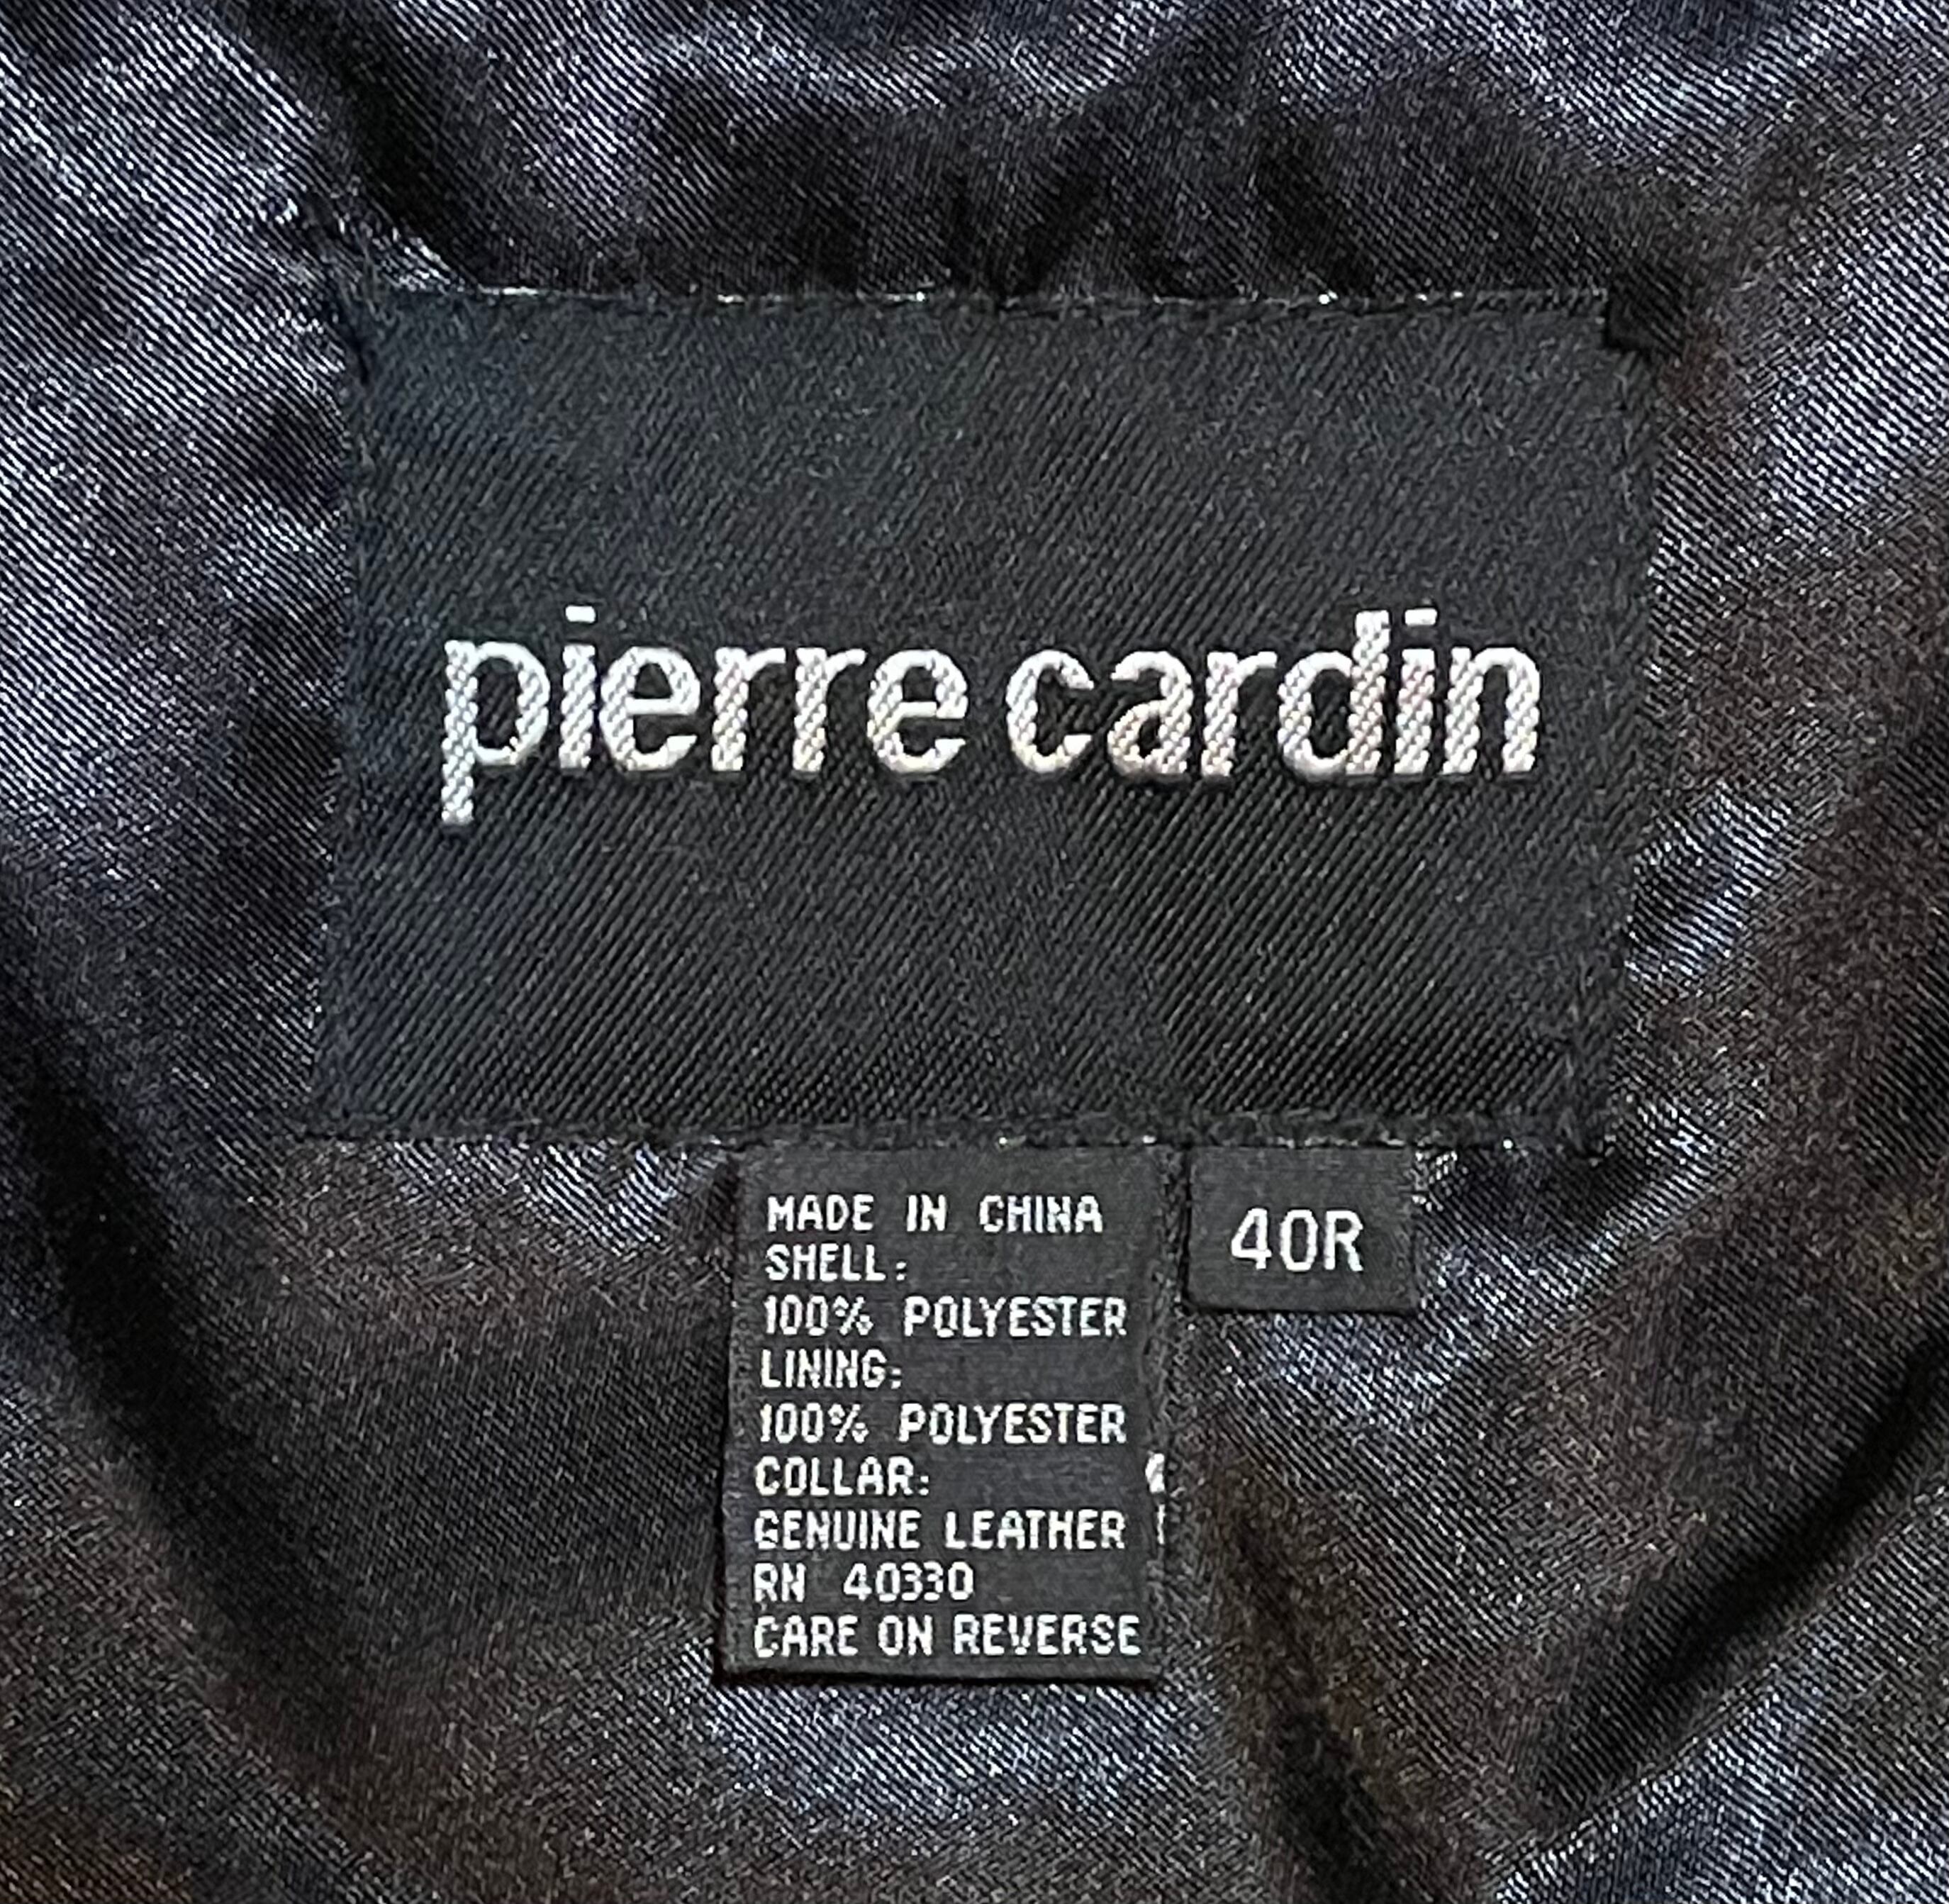 pierre cardin
MADE IN CHINA
SHELL:
100% POLYESTER
LINING:
100% POLYESTER
COLLAR:
GENUINE LEATHER
RN 40330
CARE ON REVERSE
40R